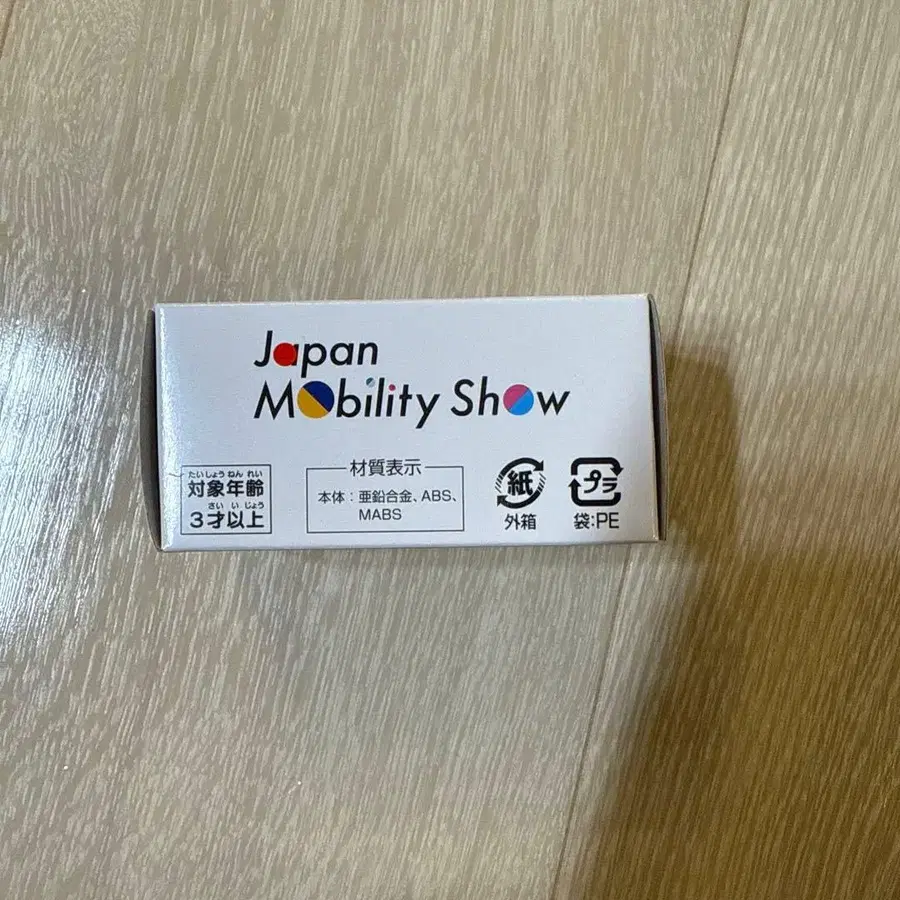 Japan
Mobility Show
たいしょうねんれい
対象年齢
さいいじょう
3才以上
材質表示
本体：亜鉛合金、ABS、
MABS
紙
外箱
プラ
袋:PE